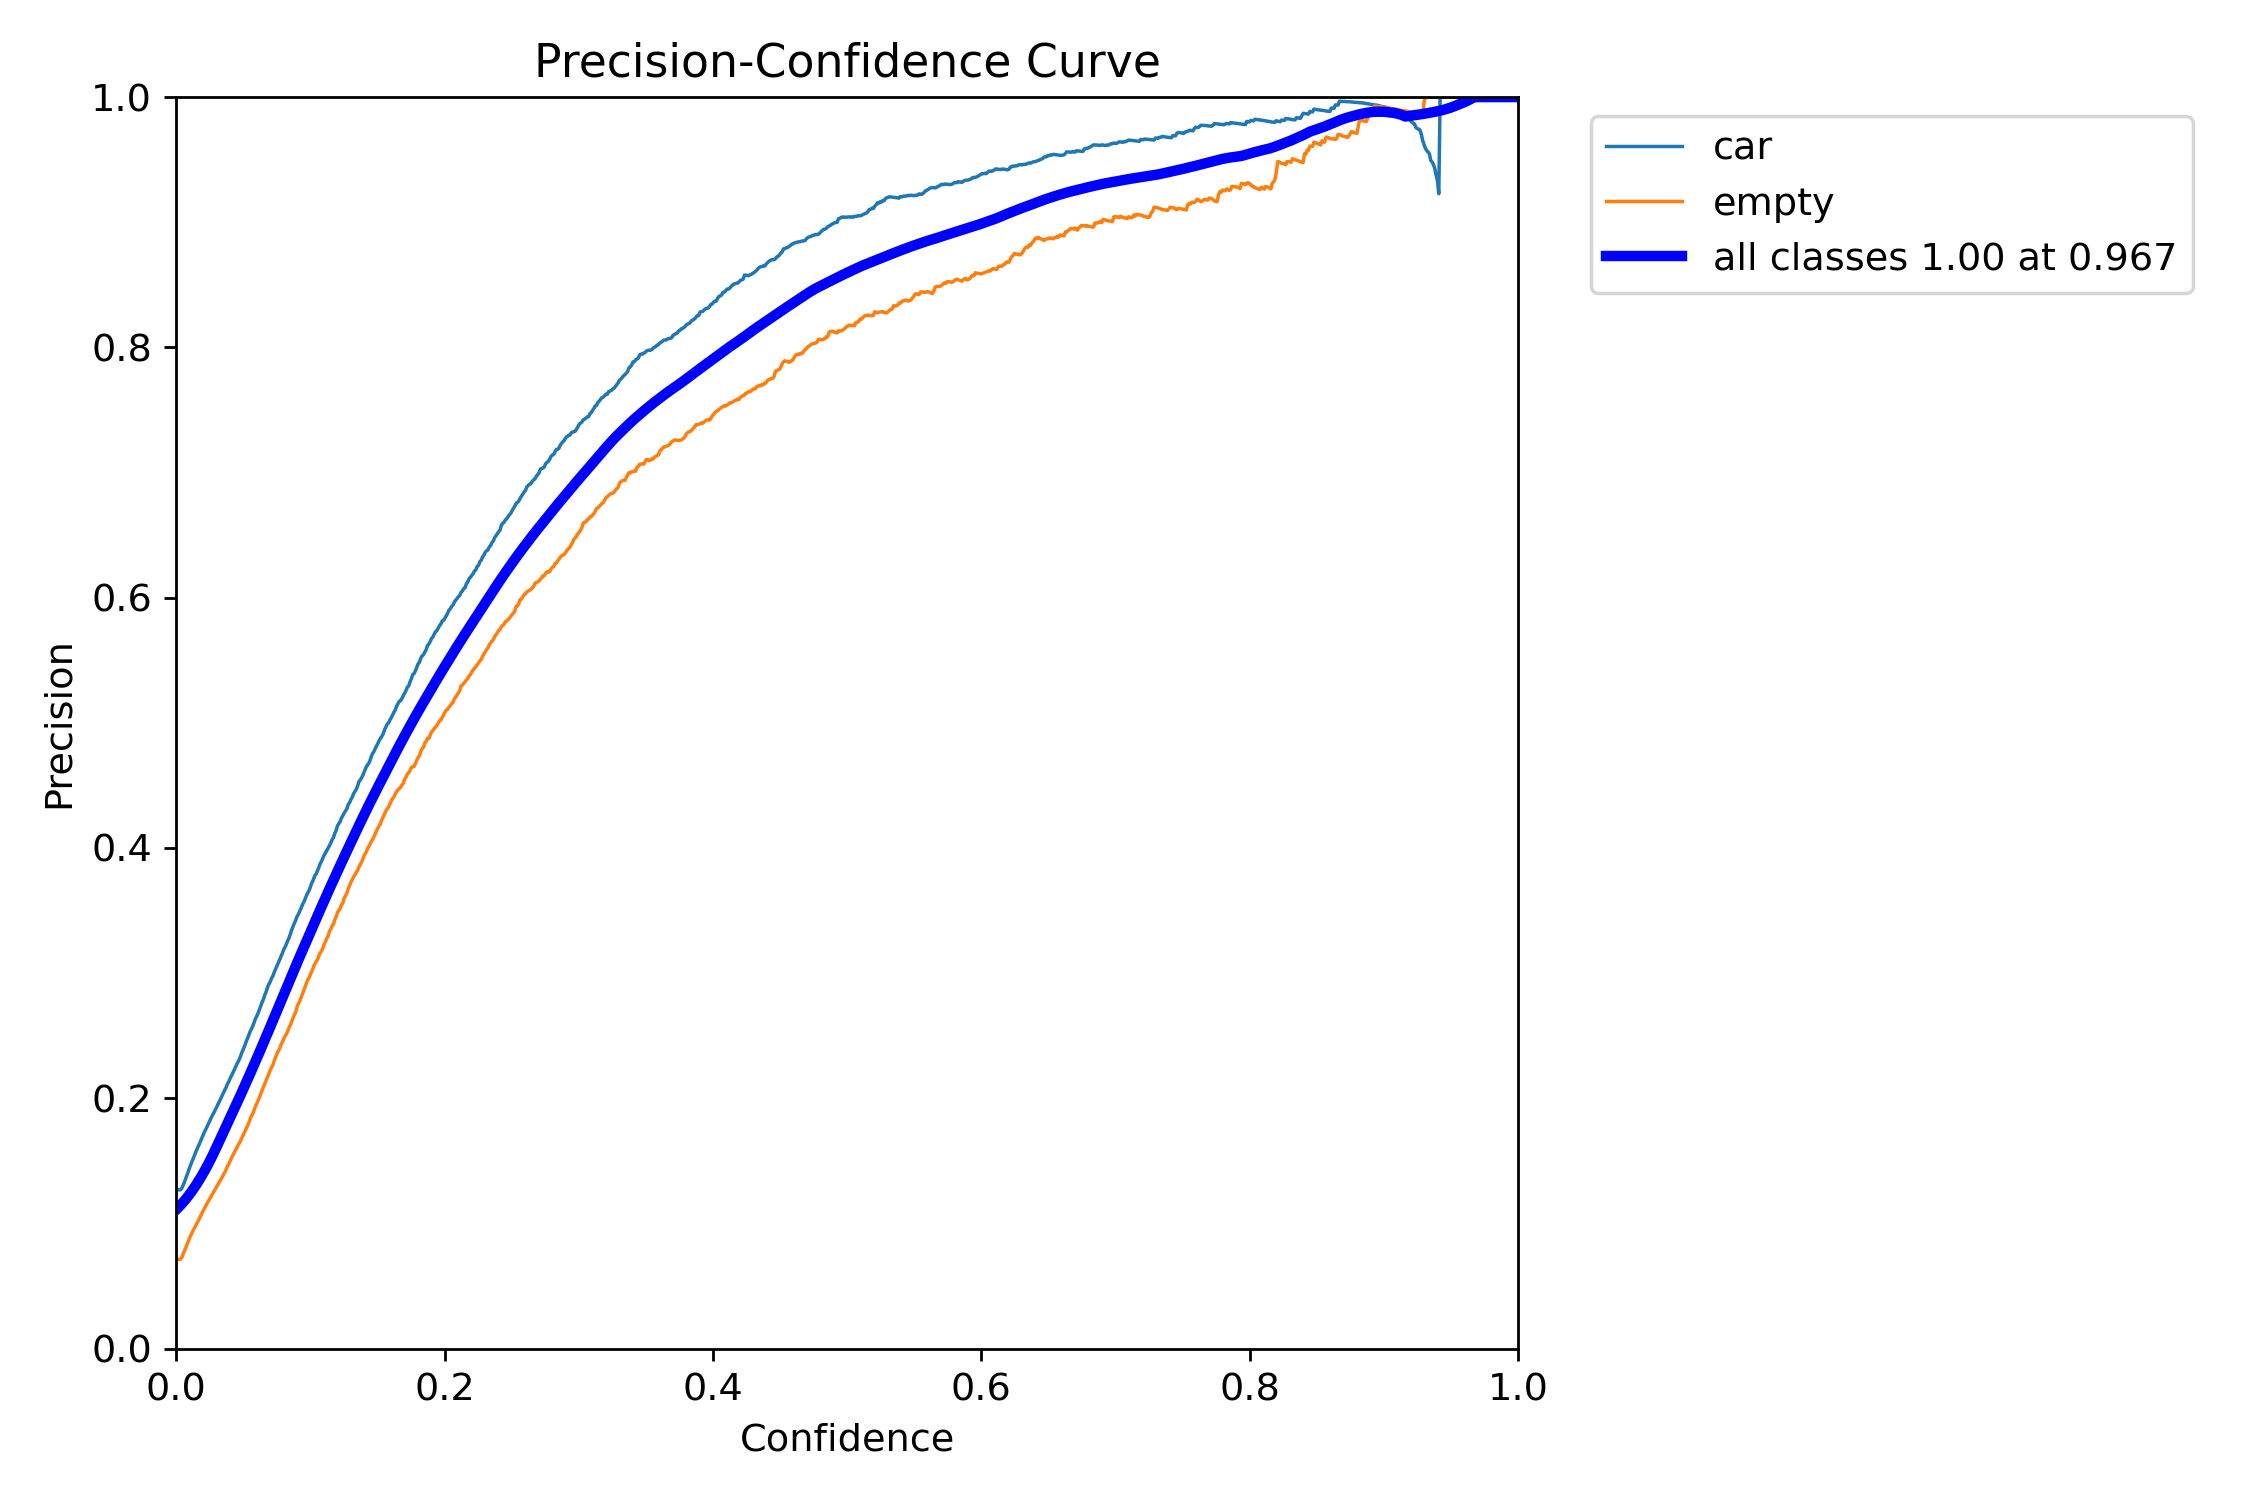 Precision-Confidence Curve
1.0
0.8
0.6
0.4
0.2
0.0
Precision
0.0 0.2 0.4 0.6 0.8 1.0
Confidence
car
empty
all classes 1.00 at 0.967